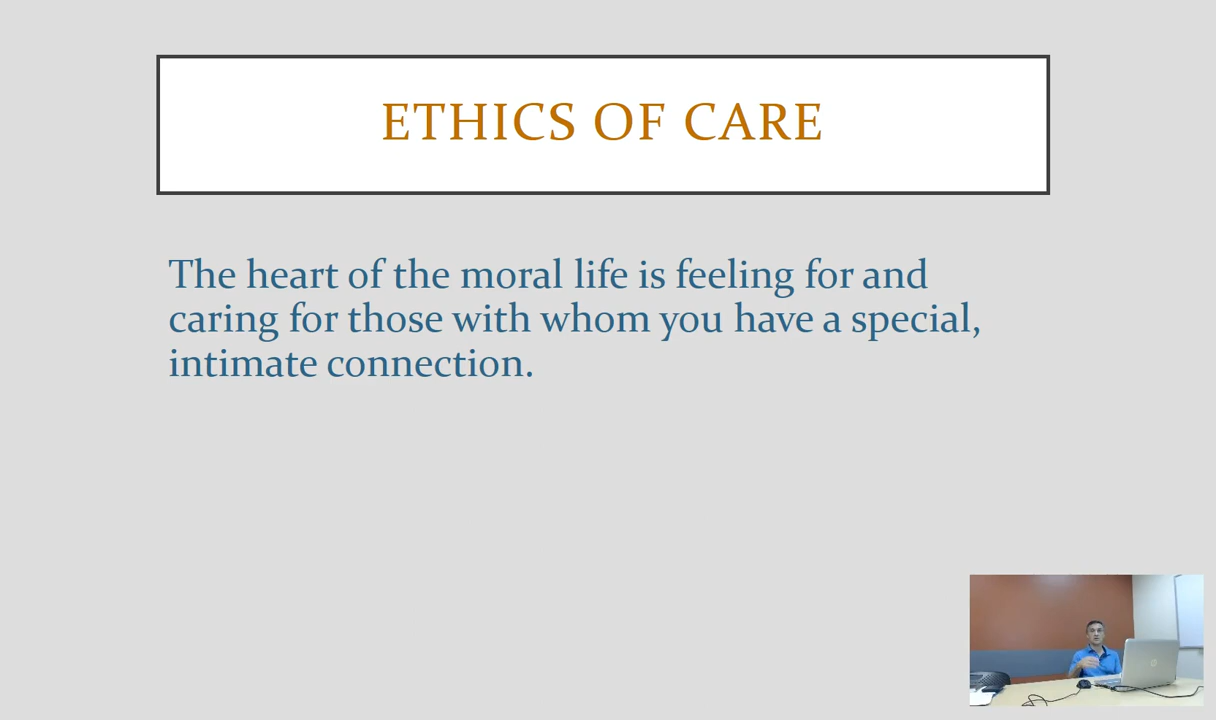 ETHICS OF CARE
The heart of the moral life is feeling for and
caring for those with whom you have a special,
intimate connection.